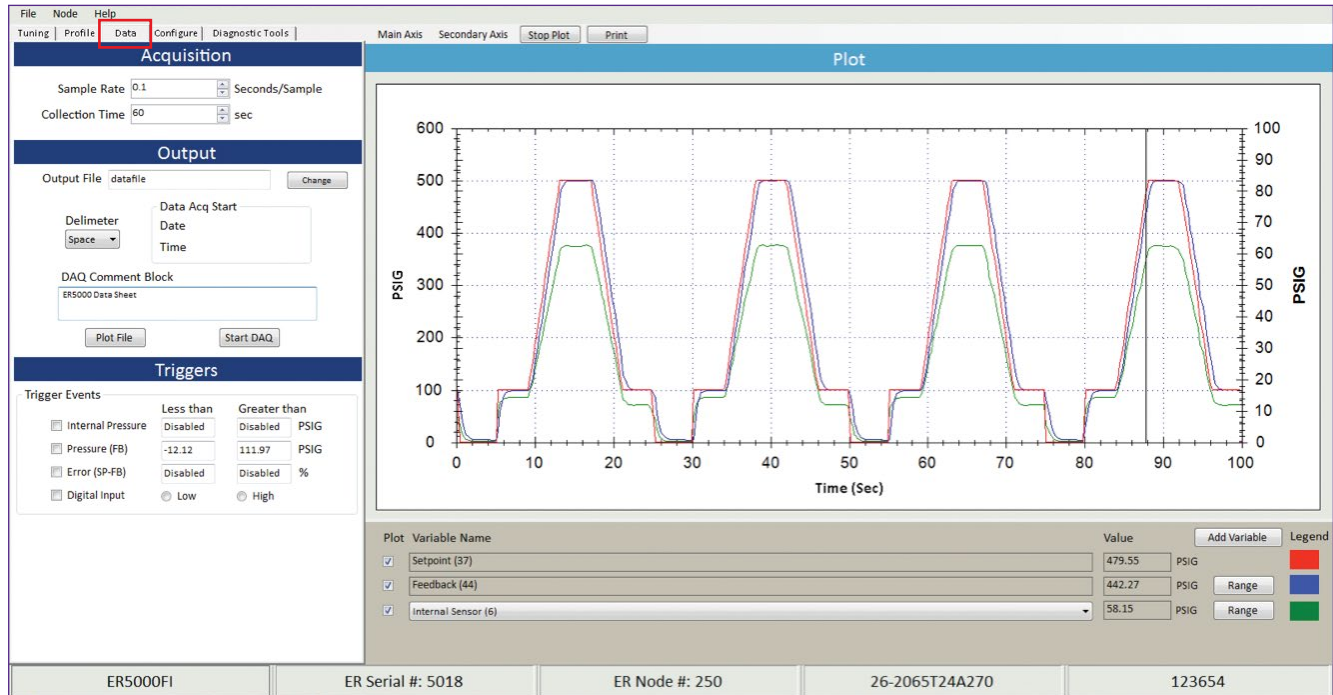 File Node Help
Tuning Profile Data Configure Diagnostic Tools
Main Axis Secondary Axis Stop Plot Print
Acquisition
Sample Rate 0.1 Seconds/Sample
Collection Time 60 sec
Output
Output File datafile Change
Delimeter
Space
Data Acq Start
Date
Time
DAQ Comment Block
ER5000 Data Sheet
Plot File Start DAQ
Triggers
Trigger Events
Less than Greater than
Internal Pressure Disabled Disabled PSIG
Pressure (FB) -12.12 111.97 PSIG
Error (SP-FB) Disabled Disabled %
Digital Input Low High
Plot
600
500
400
300
200
100
0
PSIG
100
90
80
70
60
50
40
30
20
10
0
PSIG
0 10 20 30 40 50 60 70 80 90 100
Time (Sec)
Plot Variable Name Value Add Variable Legend
Setpoint (37) 479.55 PSIG
Feedback (44) 442.27 PSIG Range
Internal Sensor (6) 58.15 PSIG Range
ER5000FI ER Serial #: 5018 ER Node #: 250 26-2065T24A270 123654